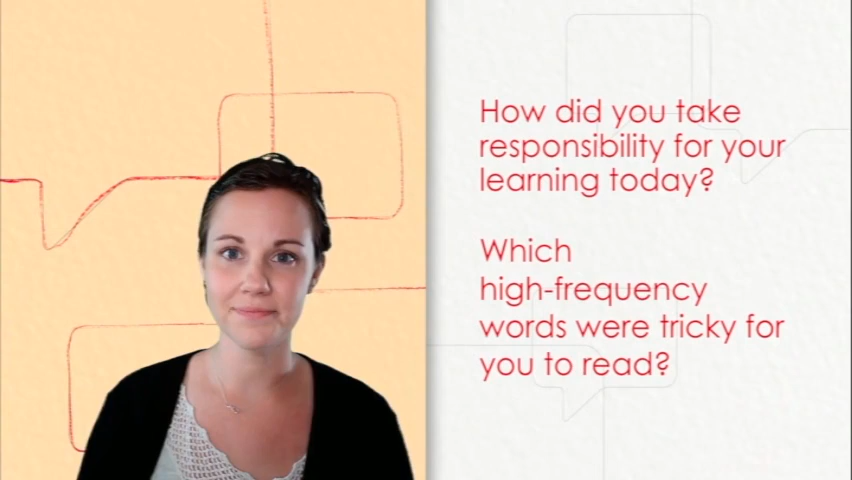 How did you take
responsibility for your
learning today?
Which
high-frequency
words were tricky for
you to read?